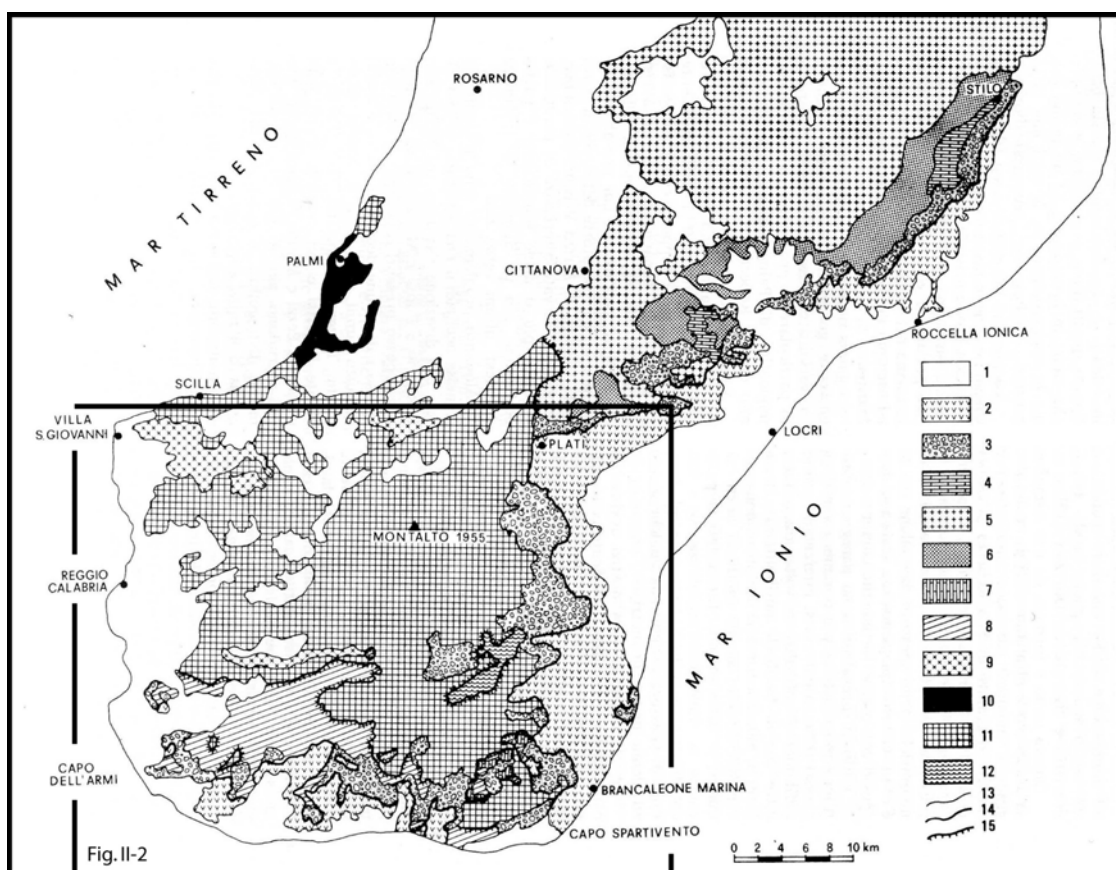 ROSARNO
STILO
MAR TIRRENO
PALMI
CITTANOVA
ROCCELLA IONICA
SCILLA
VILLA
S.GIOVANNI
PLATI
LOCRI
MONTALTO 1955
REGGIO
CALABRIA
MAR IONIO
CAPO
DELL'ARMI
BRANCALEONE MARINA
CAPO SPARTIVENTO
Fig. II-2
0 2 4 6 8 10 km
1
2
3
4
5
6
7
8
9
10
11
12
13
14
15